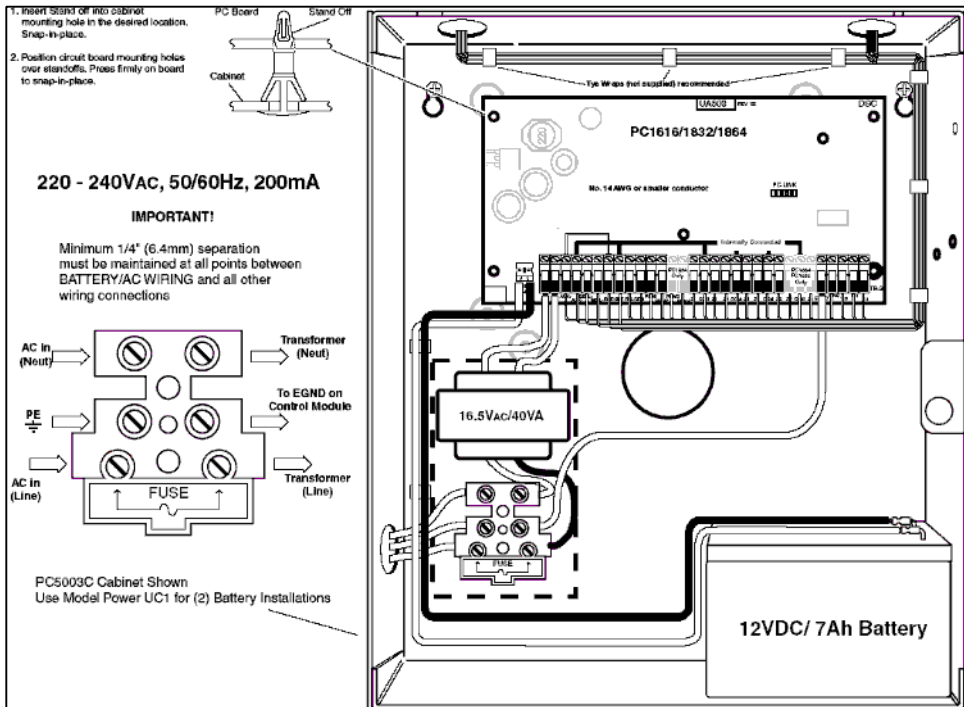 1. Insert Stand off into cabinet
mounting hole in the desired location.
Snap-in-place.
2. Position circuit board mounting holes
over standoffs. Press firmly on board
to snap-in-place.
PC Board
Stand Off
Cabinet
220 - 240VAC, 50/60Hz, 200mA
IMPORTANT!
Minimum 1/4" (6.4mm) separation
must be maintained at all points between
BATTERY/AC WIRING and all other
wiring connections
AC in
(Neut)
Transformer
(Neut)
PE
To EGND on
Control Module
AC in
(Line)
Transformer
(Line)
FUSE
PC5003C Cabinet Shown
Use Model Power UC1 for (2) Battery Installations
Tye Wraps (not supplied) recommended
UA503
DSC
PC1616/1832/1864
220
No. 14 AWG or smaller conductor
PC-LINK
Internally Connected
16.5VAC/40VA
FUSE
12VDC/ 7Ah Battery